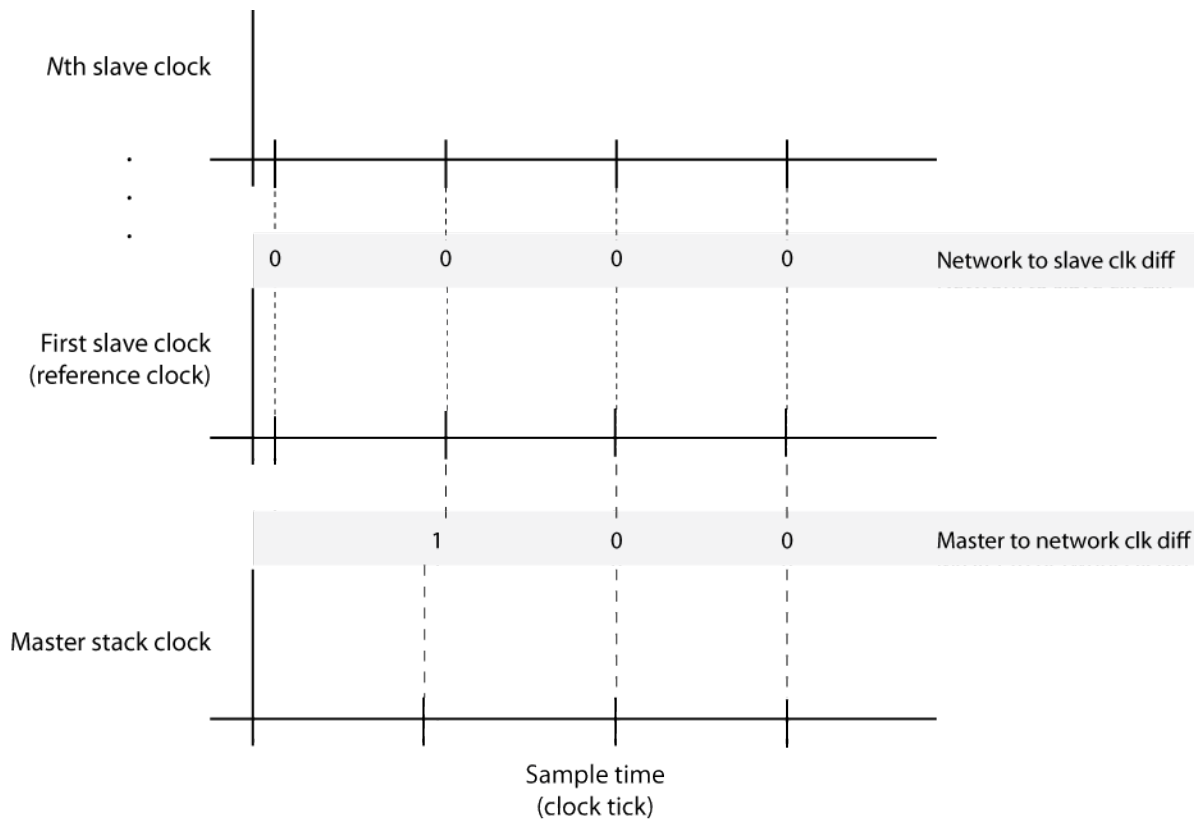 Nth slave clock
0 0 0 0 Network to slave clk diff
First slave clock
(reference clock)
1 0 0 Master to network clk diff
Master stack clock
Sample time
(clock tick)